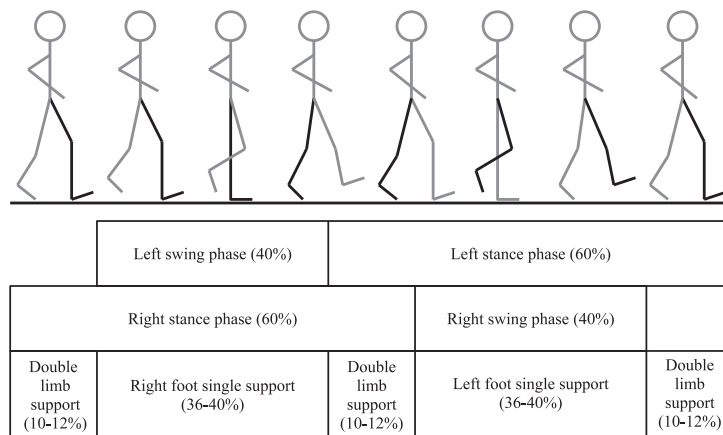 Left swing phase (40%)
Left stance phase (60%)
Right stance phase (60%)
Right swing phase (40%)
Double
limb
support
(10-12%)
Right foot single support
(36-40%)
Double
limb
support
(10-12%)
Left foot single support
(36-40%)
Double
limb
support
(10-12%)